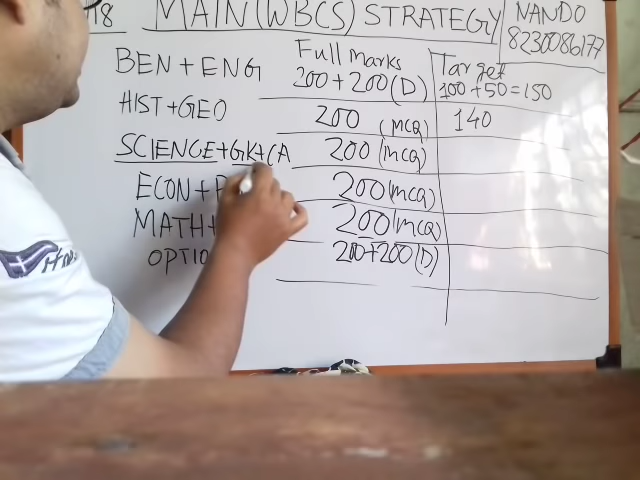 18 MAIN (WBCS) STRATEGY
NANDO
8230086177
Full marks Target
BEN + ENG 200 + 200 (D) 100 + 50 = 150
HIST + GEO 200 (MCQ) 140
SCIENCE + GK + CA 200 (MCQ)
ECON + 200 (MCQ)
MATH + 200 (MCQ)
OPTIO 200 + 200 (D)